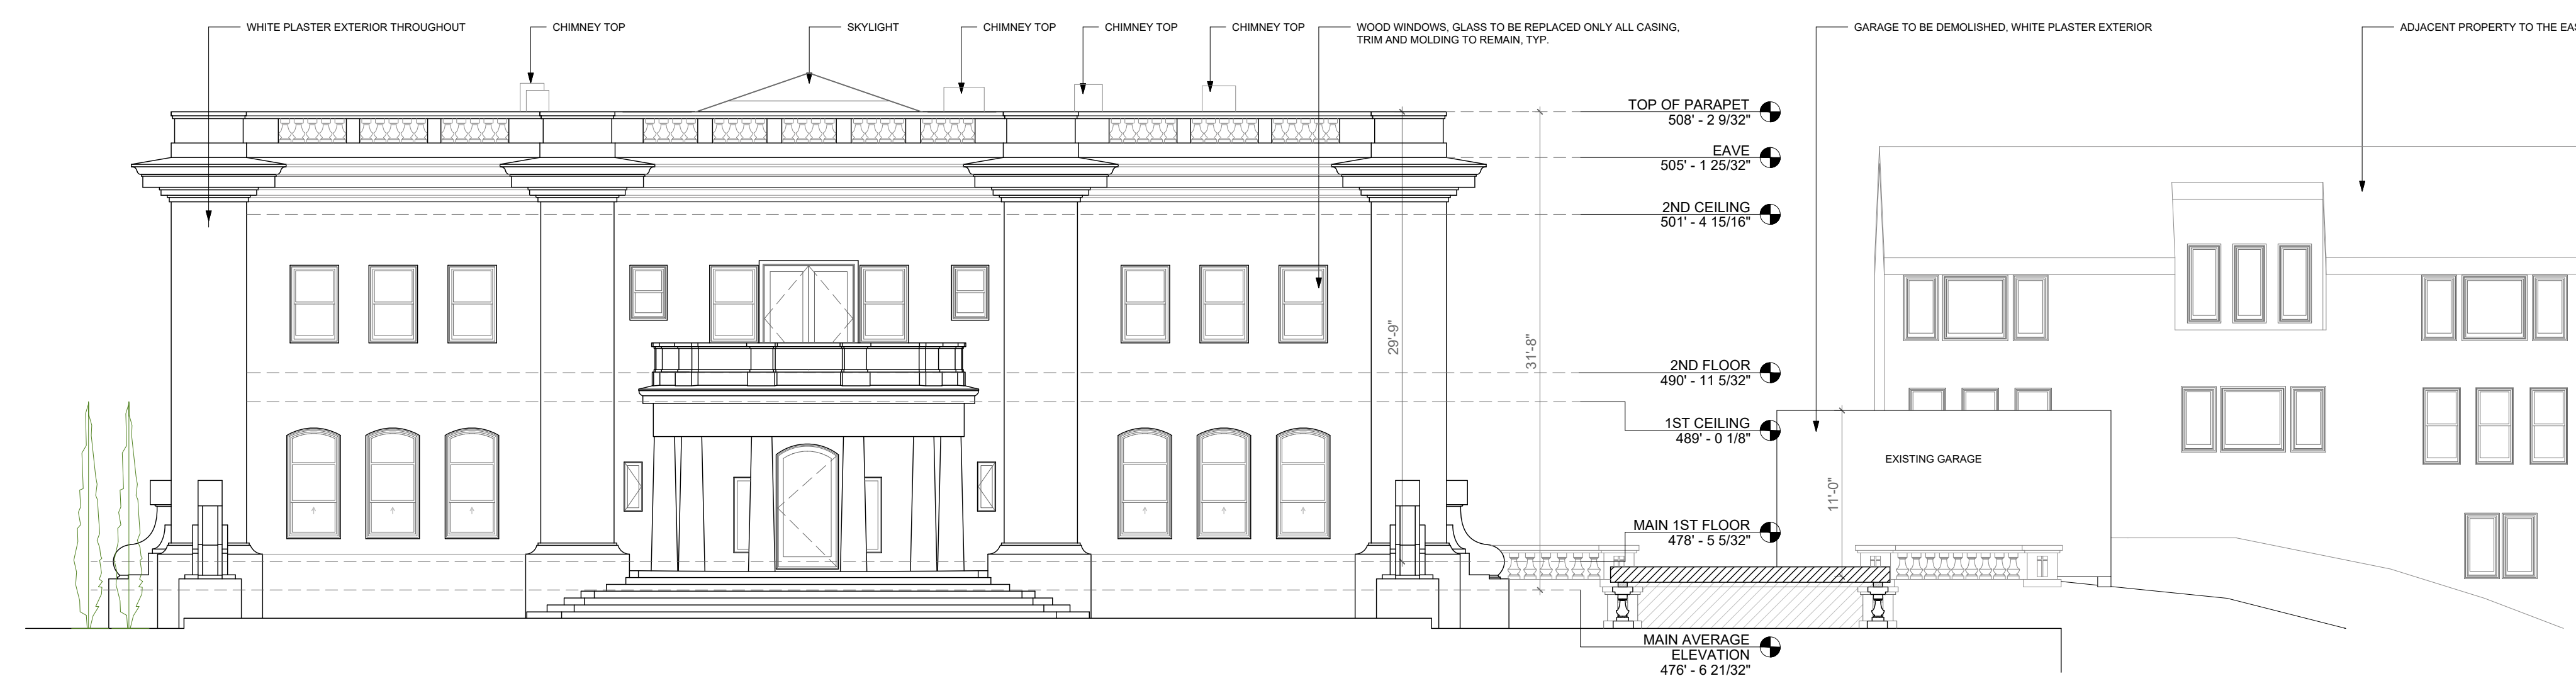 WHITE PLASTER EXTERIOR THROUGHOUT
CHIMNEY TOP
SKYLIGHT
CHIMNEY TOP
CHIMNEY TOP
CHIMNEY TOP
WOOD WINDOWS, GLASS TO BE REPLACED ONLY ALL CASING,
TRIM AND MOLDING TO REMAIN, TYP.
GARAGE TO BE DEMOLISHED, WHITE PLASTER EXTERIOR
ADJACENT PROPERTY TO THE EAS
TOP OF PARAPET
508' - 2 9/32"
EAVE
505' - 1 25/32"
2ND CEILING
501' - 4 15/16"
29'-9"
31'-8"
2ND FLOOR
490' - 11 5/32"
1ST CEILING
489' - 0 1/8"
EXISTING GARAGE
11'-0"
MAIN 1ST FLOOR
478' - 5 5/32"
MAIN AVERAGE
ELEVATION
476' - 6 21/32"